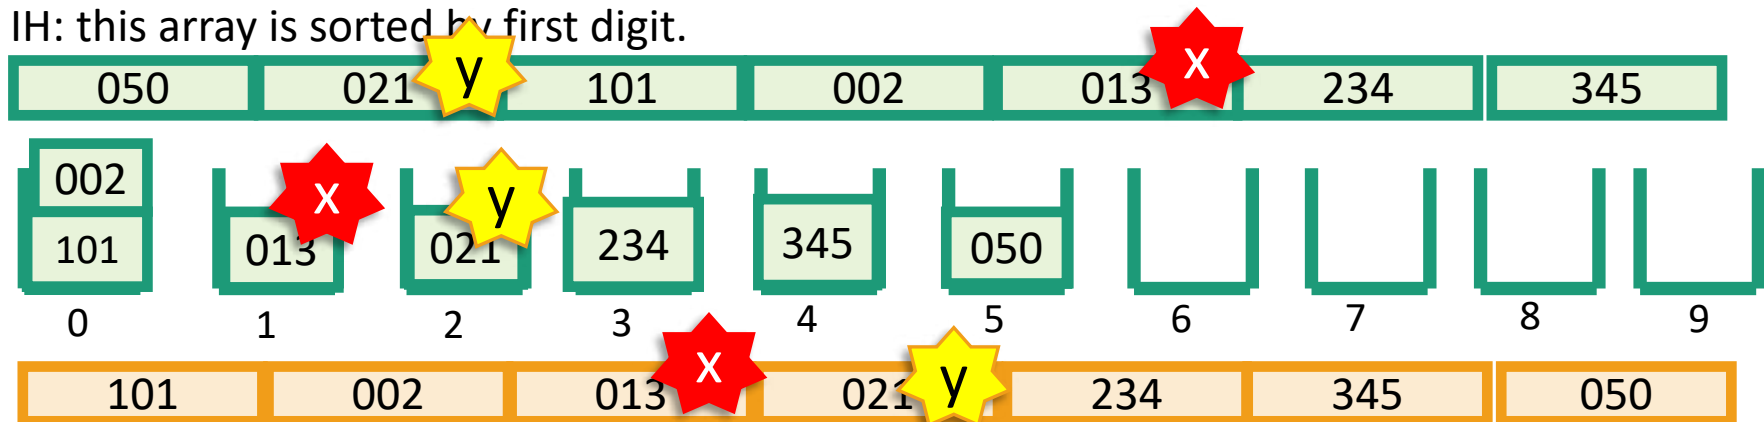 IH: this array is sorted by first digit.
050 021 y 101 002 013 x 234 345
002
101 013 x 021 y 234 345 050
0 1 2 3 4 5 6 7 8 9
101 002 013 x 021 y 234 345 050